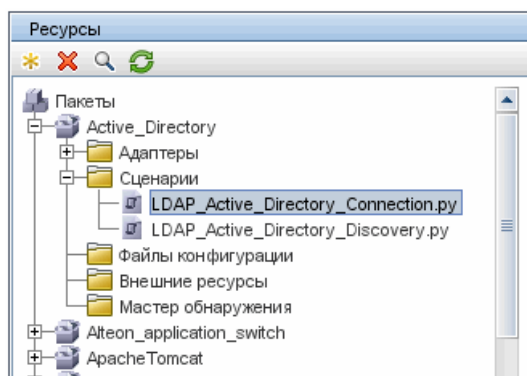 Ресурсы
Пакеты
Active_Directory
Адаптеры
Сценарии
LDAP_Active_Directory_Connection.py
LDAP_Active_Directory_Discovery.py
Файлы конфигурации
Внешние ресурсы
Мастер обнаружения
Alteon_application_switch
ApacheTomcat